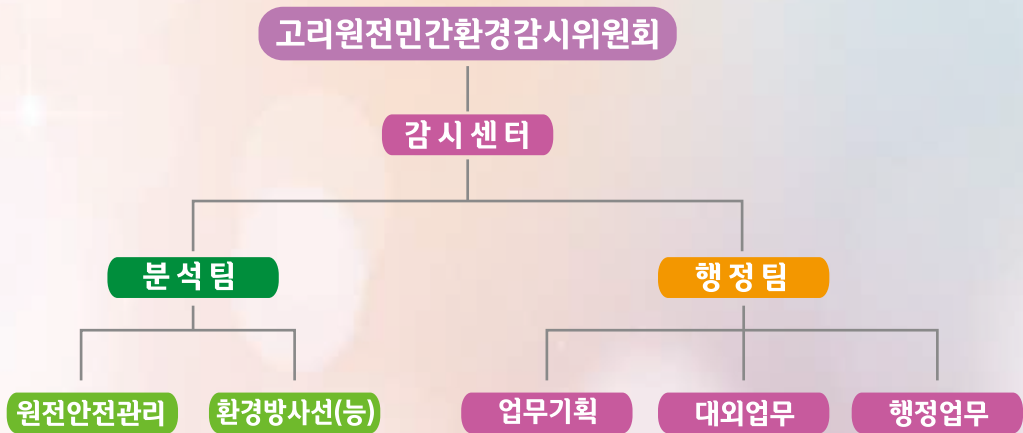 고리원전민간환경감시위원회
감시센터
분석팀
행정팀
원전안전관리
환경방사선(능)
업무기획
대외업무
행정업무